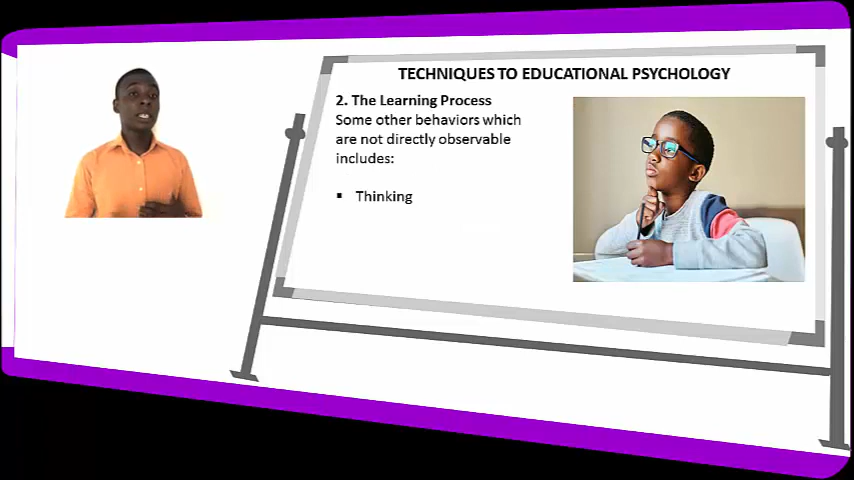 TECHNIQUES TO EDUCATIONAL PSYCHOLOGY
2. The Learning Process
Some other behaviors which
are not directly observable
includes:
▪ Thinking